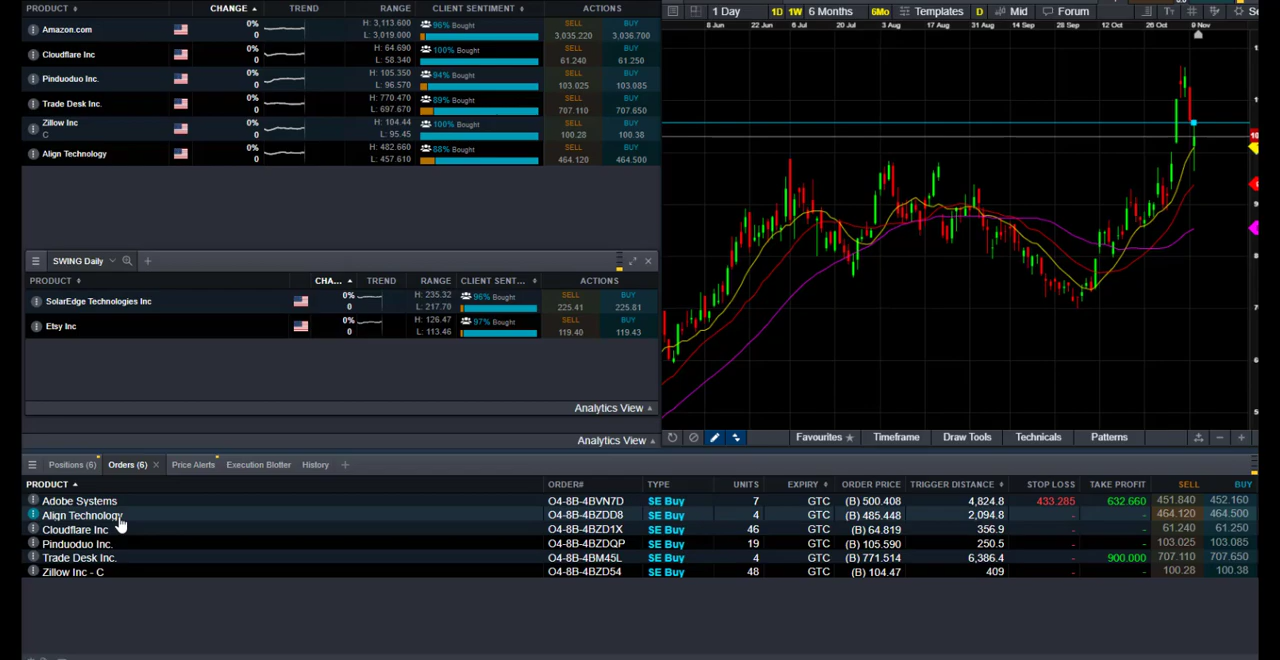 PRODUCT CHANGE TREND RANGE CLIENT SENTIMENT ACTIONS
Amazon.com 0% 0 H: 3,113.600 L: 3,019.000 96% Bought SELL 3,035.220 BUY 3,036.700
Cloudflare Inc 0% 0 H: 64.690 L: 58.340 100% Bought SELL 61.240 BUY 61.250
Pinduoduo Inc. 0% 0 H: 105.350 L: 96.570 94% Bought SELL 103.025 BUY 103.085
Trade Desk Inc. 0% 0 H: 770.470 L: 697.670 89% Bought SELL 707.110 BUY 707.650
Zillow Inc C 0% 0 H: 104.44 L: 95.45 100% Bought SELL 100.28 BUY 100.38
Align Technology 0% 0 H: 482.660 L: 457.610 88% Bought SELL 464.120 BUY 464.500
1 Day 1D 1W 6 Months 6Mo Templates D Mid Forum
8 Jun 22 Jun 6 Jul 20 Jul 3 Aug 17 Aug 31 Aug 14 Sep 28 Sep 12 Oct 26 Oct 9 Nov
SWING Daily
PRODUCT CHA... TREND RANGE CLIENT SENT... ACTIONS
SolarEdge Technologies Inc 0% 0 H: 235.32 L: 217.70 96% Bought SELL 225.41 BUY 225.81
Etsy Inc 0% 0 H: 126.47 L: 113.46 97% Bought SELL 119.40 BUY 119.43
Analytics View
Analytics View
Favourites Timeframe Draw Tools Technicals Patterns
Positions (6) Orders (6) Price Alerts Execution Blotter History
PRODUCT ORDER# TYPE UNITS EXPIRY ORDER PRICE TRIGGER DISTANCE STOP LOSS TAKE PROFIT SELL BUY
Adobe Systems O4-8B-4BVN7D SE Buy 7 GTC (B) 500.408 4,824.8 433.285 632.660 451.840 452.160
Align Technology O4-8B-4BZDD8 SE Buy 4 GTC (B) 485.448 2,094.8 - - 464.120 464.500
Cloudflare Inc O4-8B-4BZD1X SE Buy 46 GTC (B) 64.819 356.9 - - 61.240 61.250
Pinduoduo Inc. O4-8B-4BZDQP SE Buy 19 GTC (B) 105.590 250.5 - - 103.025 103.085
Trade Desk Inc. O4-8B-4BM45L SE Buy 4 GTC (B) 771.514 6,386.4 - 900.000 707.110 707.650
Zillow Inc - C O4-8B-4BZD54 SE Buy 48 GTC (B) 104.47 409 - - 100.28 100.38